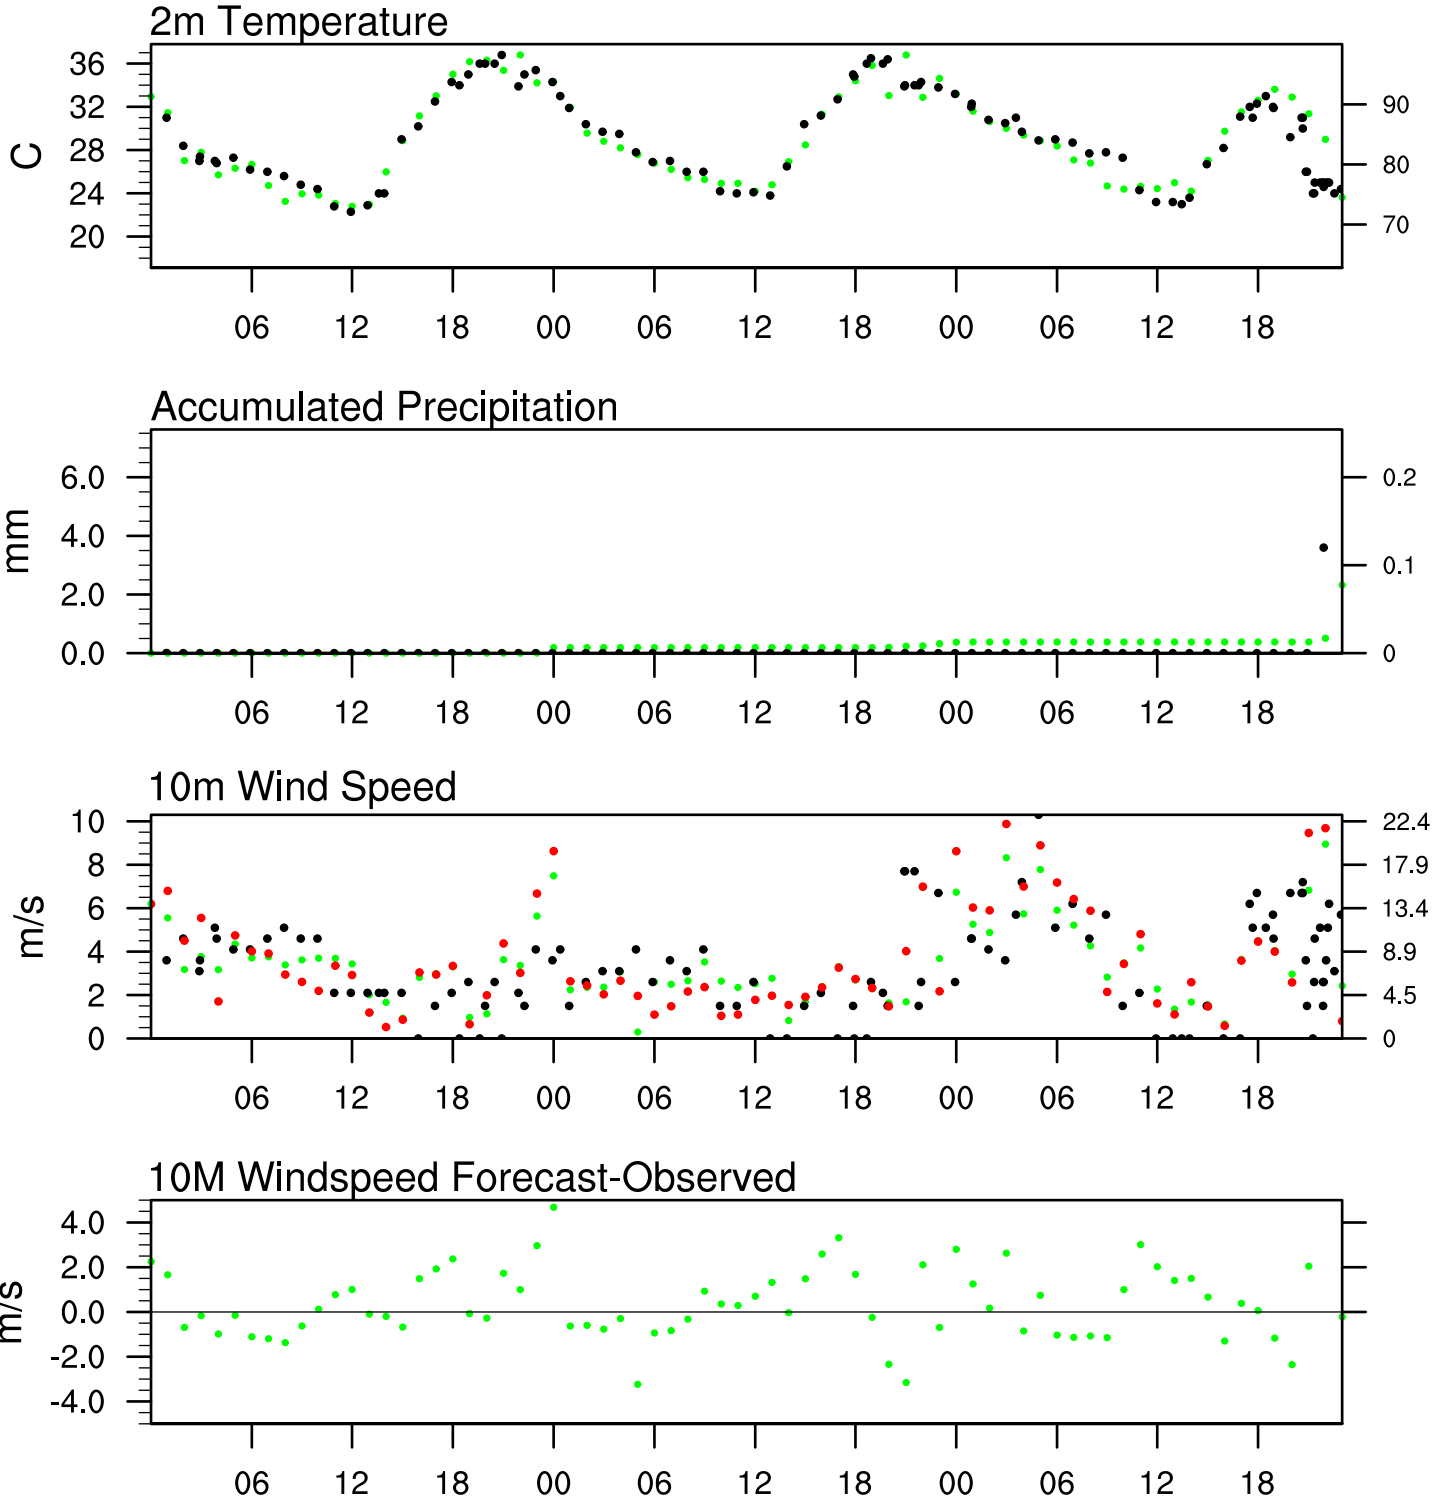 2m Temperature
36
32
28
24
20
C
90
80
70
06 12 18 00 06 12 18 00 06 12 18
Accumulated Precipitation
6.0
4.0
2.0
0.0
mm
0.2
0.1
0
06 12 18 00 06 12 18 00 06 12 18
10m Wind Speed
10
8
6
4
2
0
m/s
22.4
17.9
13.4
8.9
4.5
0
06 12 18 00 06 12 18 00 06 12 18
10M Windspeed Forecast-Observed
4.0
2.0
0.0
-2.0
-4.0
m/s
06 12 18 00 06 12 18 00 06 12 18